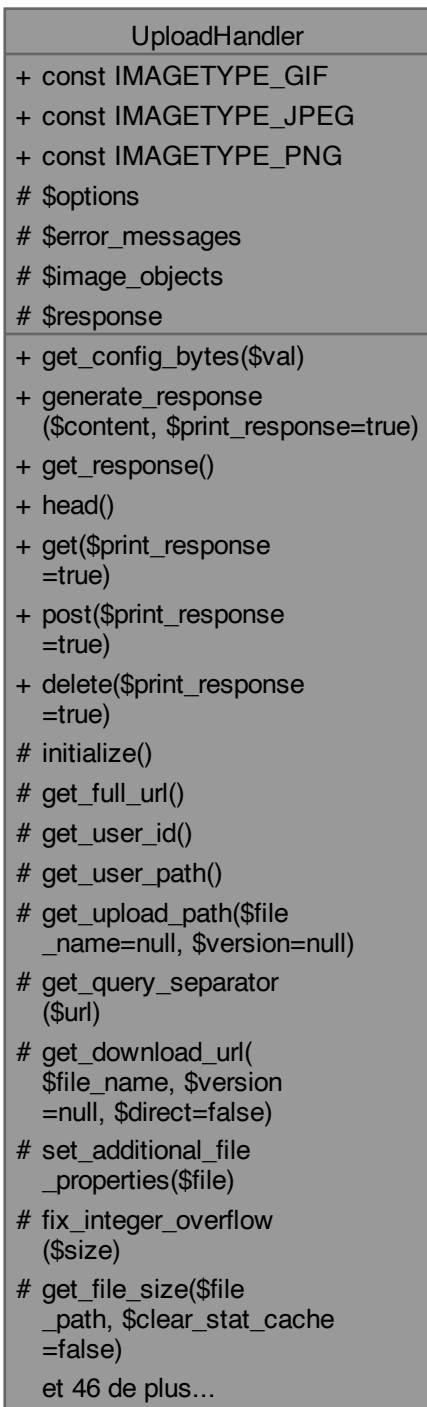 UploadHandler
+ const IMAGETYPE_GIF
+ const IMAGETYPE_JPEG
+ const IMAGETYPE_PNG
# $options
# $error_messages
# $image_objects
# $response
+ get_config_bytes($val)
+ generate_response
($content, $print_response=true)
+ get_response()
+ head()
+ get($print_response
=true)
+ post($print_response
=true)
+ delete($print_response
=true)
# initialize()
# get_full_url()
# get_user_id()
# get_user_path()
# get_upload_path($file
_name=null, $version=null)
# get_query_separator
($url)
# get_download_url(
$file_name, $version
=null, $direct=false)
# set_additional_file
_properties($file)
# fix_integer_overflow
($size)
# get_file_size($file
_path, $clear_stat_cache
=false)
et 46 de plus...